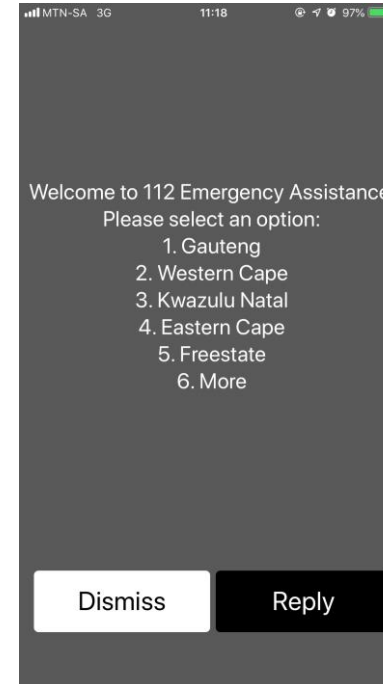 MTN-SA 3G 11:18 97%
Welcome to 112 Emergency Assistance
Please select an option:
1. Gauteng
2. Western Cape
3. Kwazulu Natal
4. Eastern Cape
5. Freestate
6. More
Dismiss Reply